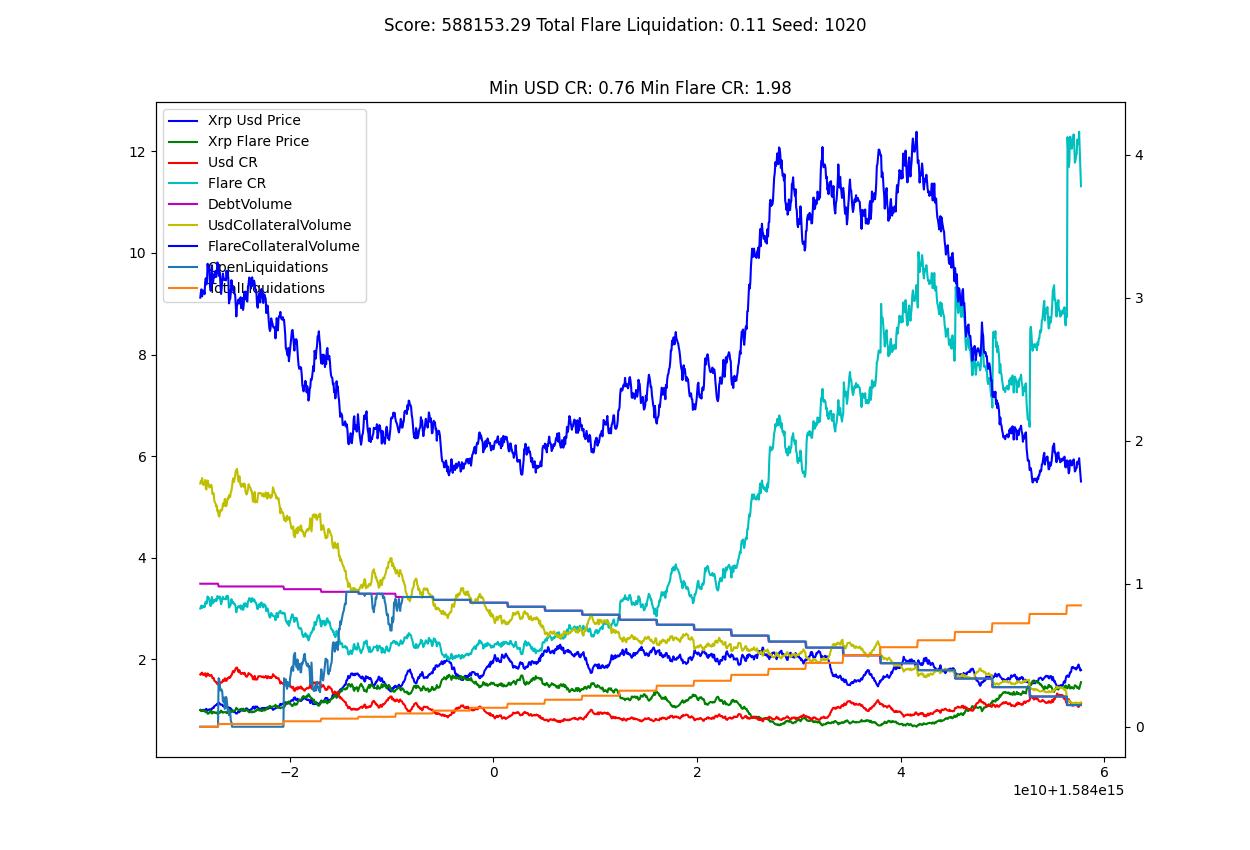 Score: 588153.29 Total Flare Liquidation: 0.11 Seed: 1020
Min USD CR: 0.76 Min Flare CR: 1.98
Xrp Usd Price
Xrp Flare Price
Usd CR
Flare CR
DebtVolume
UsdCollateralVolume
FlareCollateralVolume
OpenLiquidations
TotalLiquidations
12
10
8
6
4
2
4
3
2
1
0
−2
0
2
4
6
1e10+1.584e15